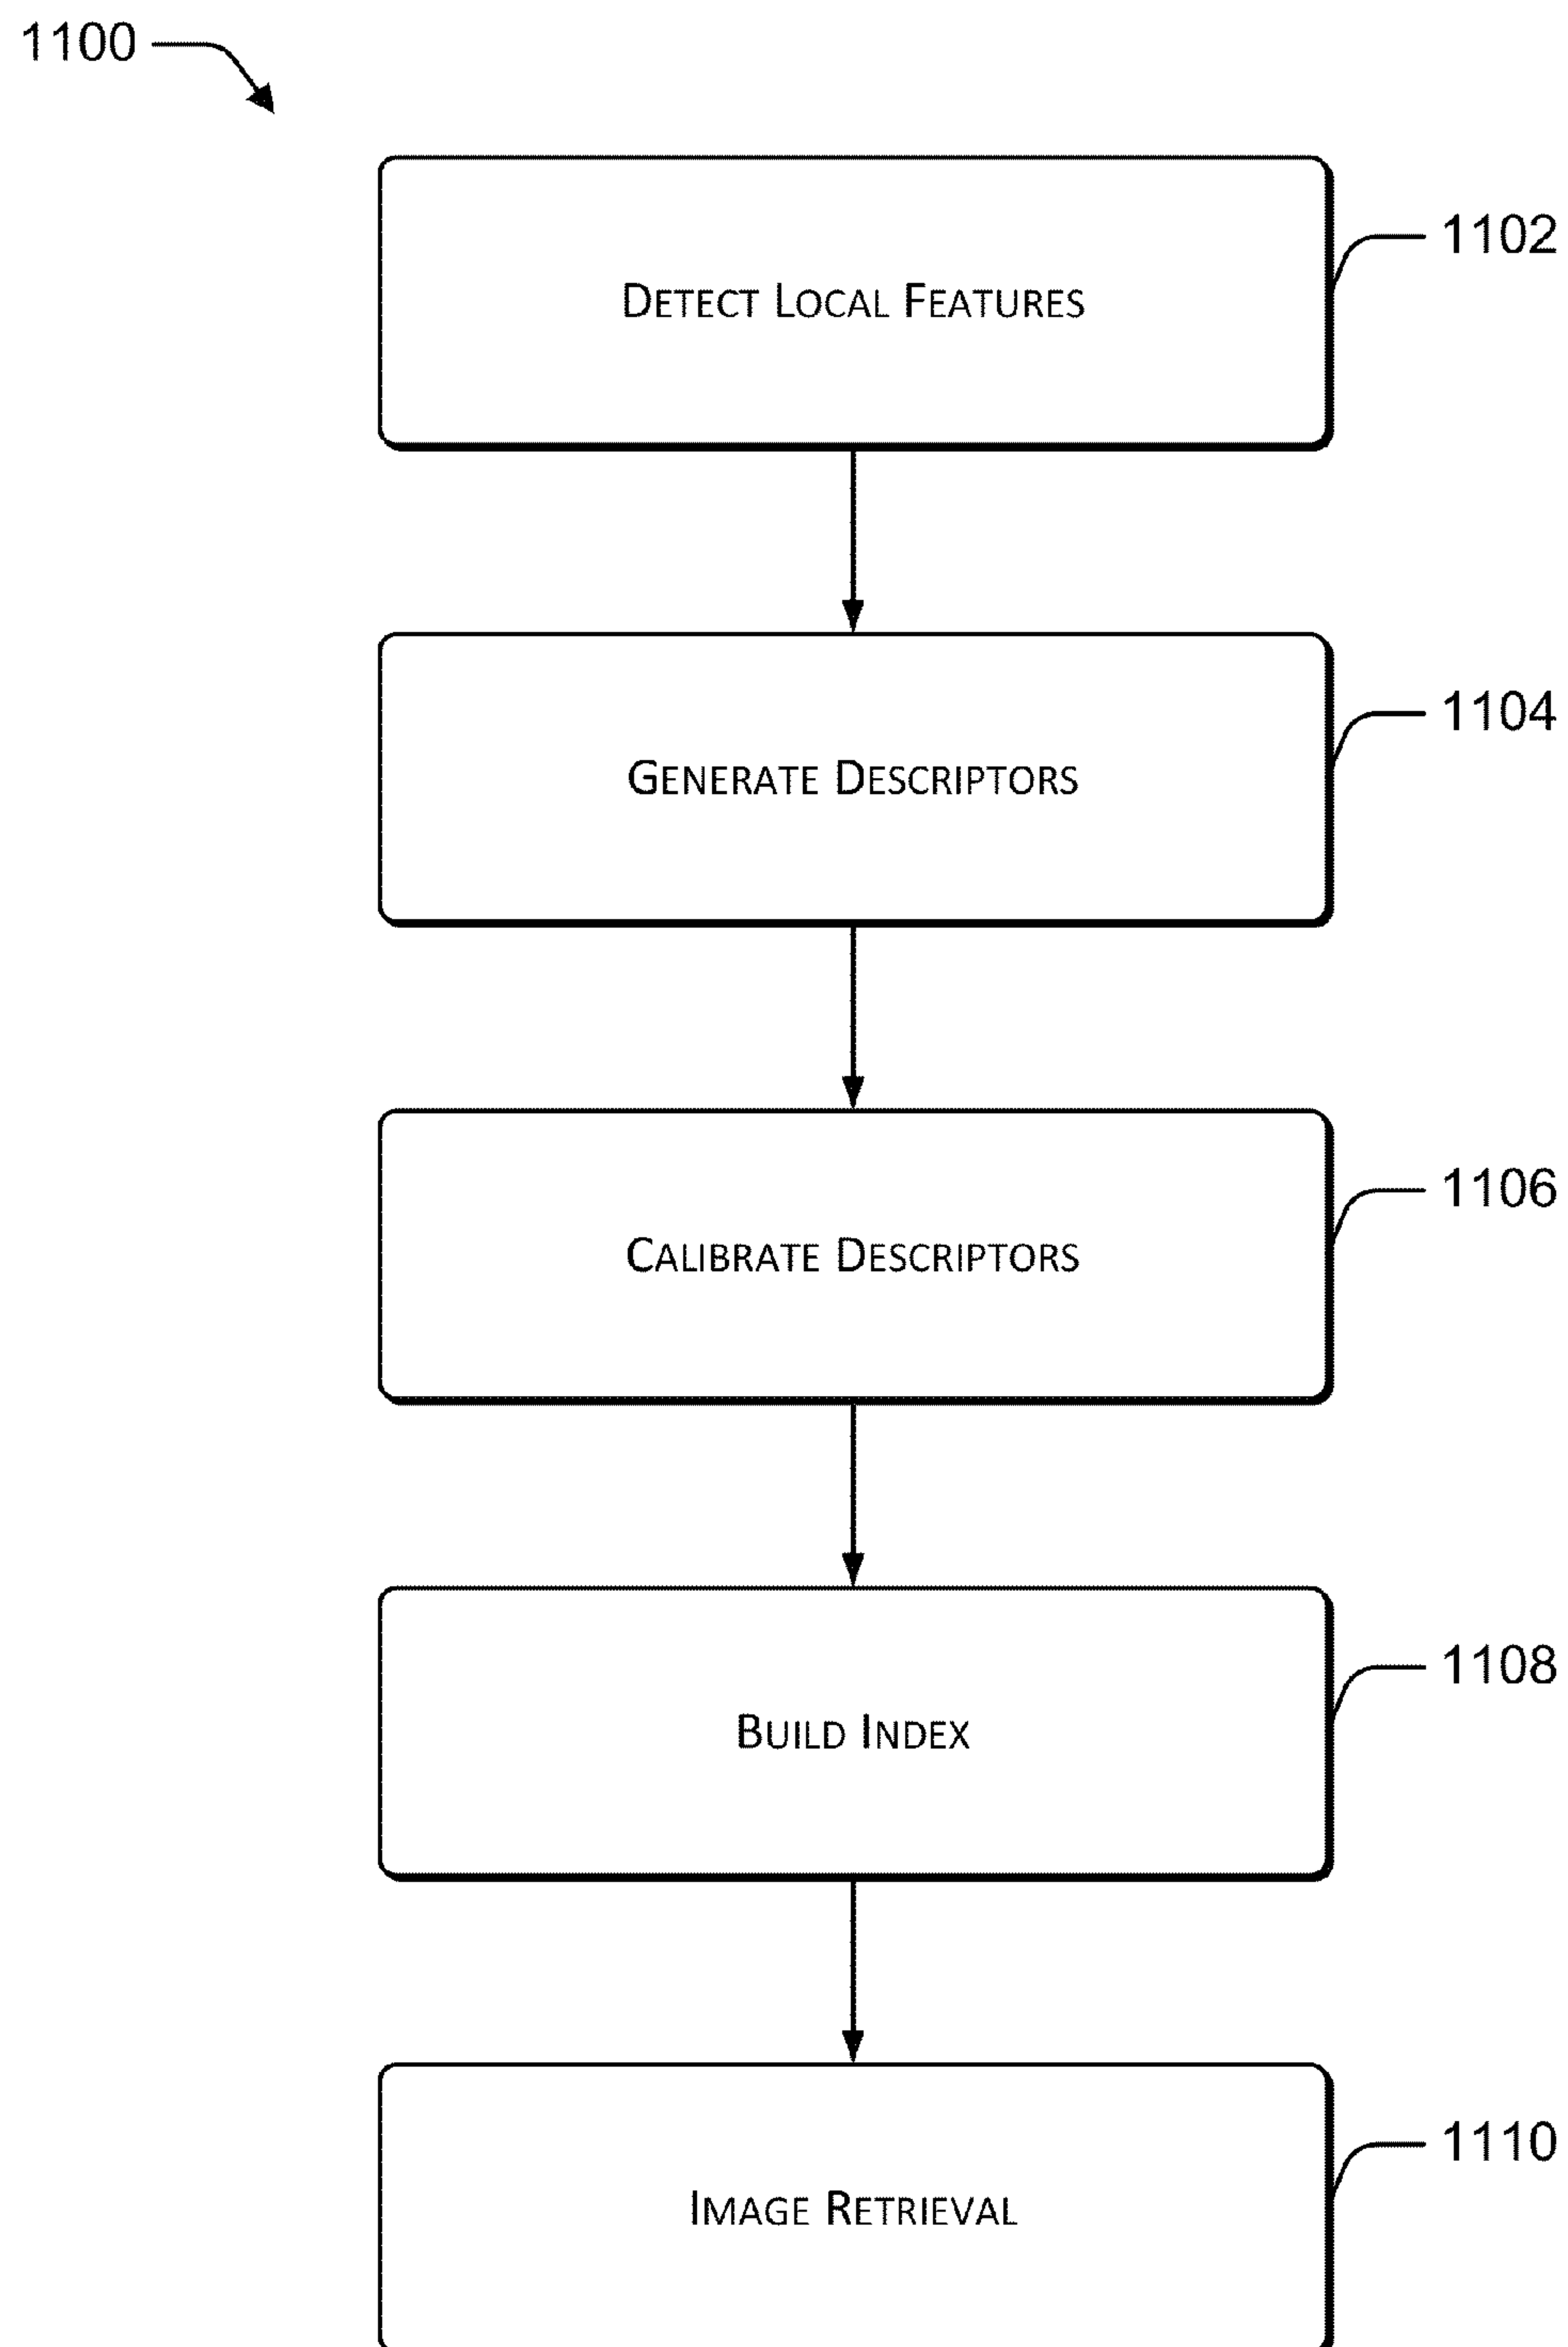 1100
DETECT LOCAL FEATURES
1102
GENERATE DESCRIPTORS
1104
CALIBRATE DESCRIPTORS
1106
BUILD INDEX
1108
IMAGE RETRIEVAL
1110